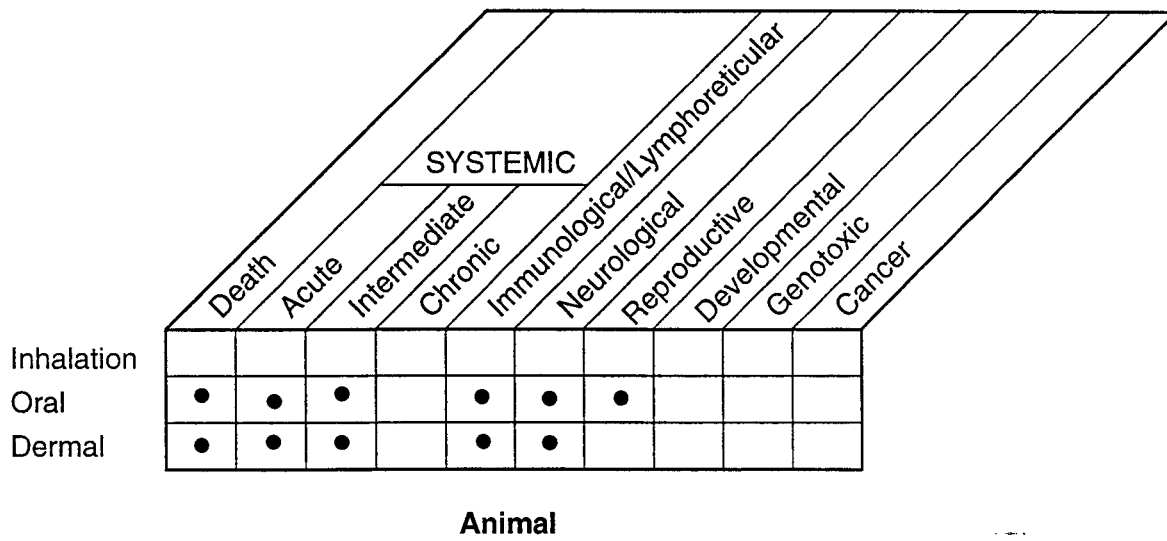 SYSTEMIC
Death
Acute
Intermediate
Chronic
Immunological/Lymphoreticular
Neurological
Reproductive
Developmental
Genotoxic
Cancer
Inhalation
Oral
Dermal
Animal